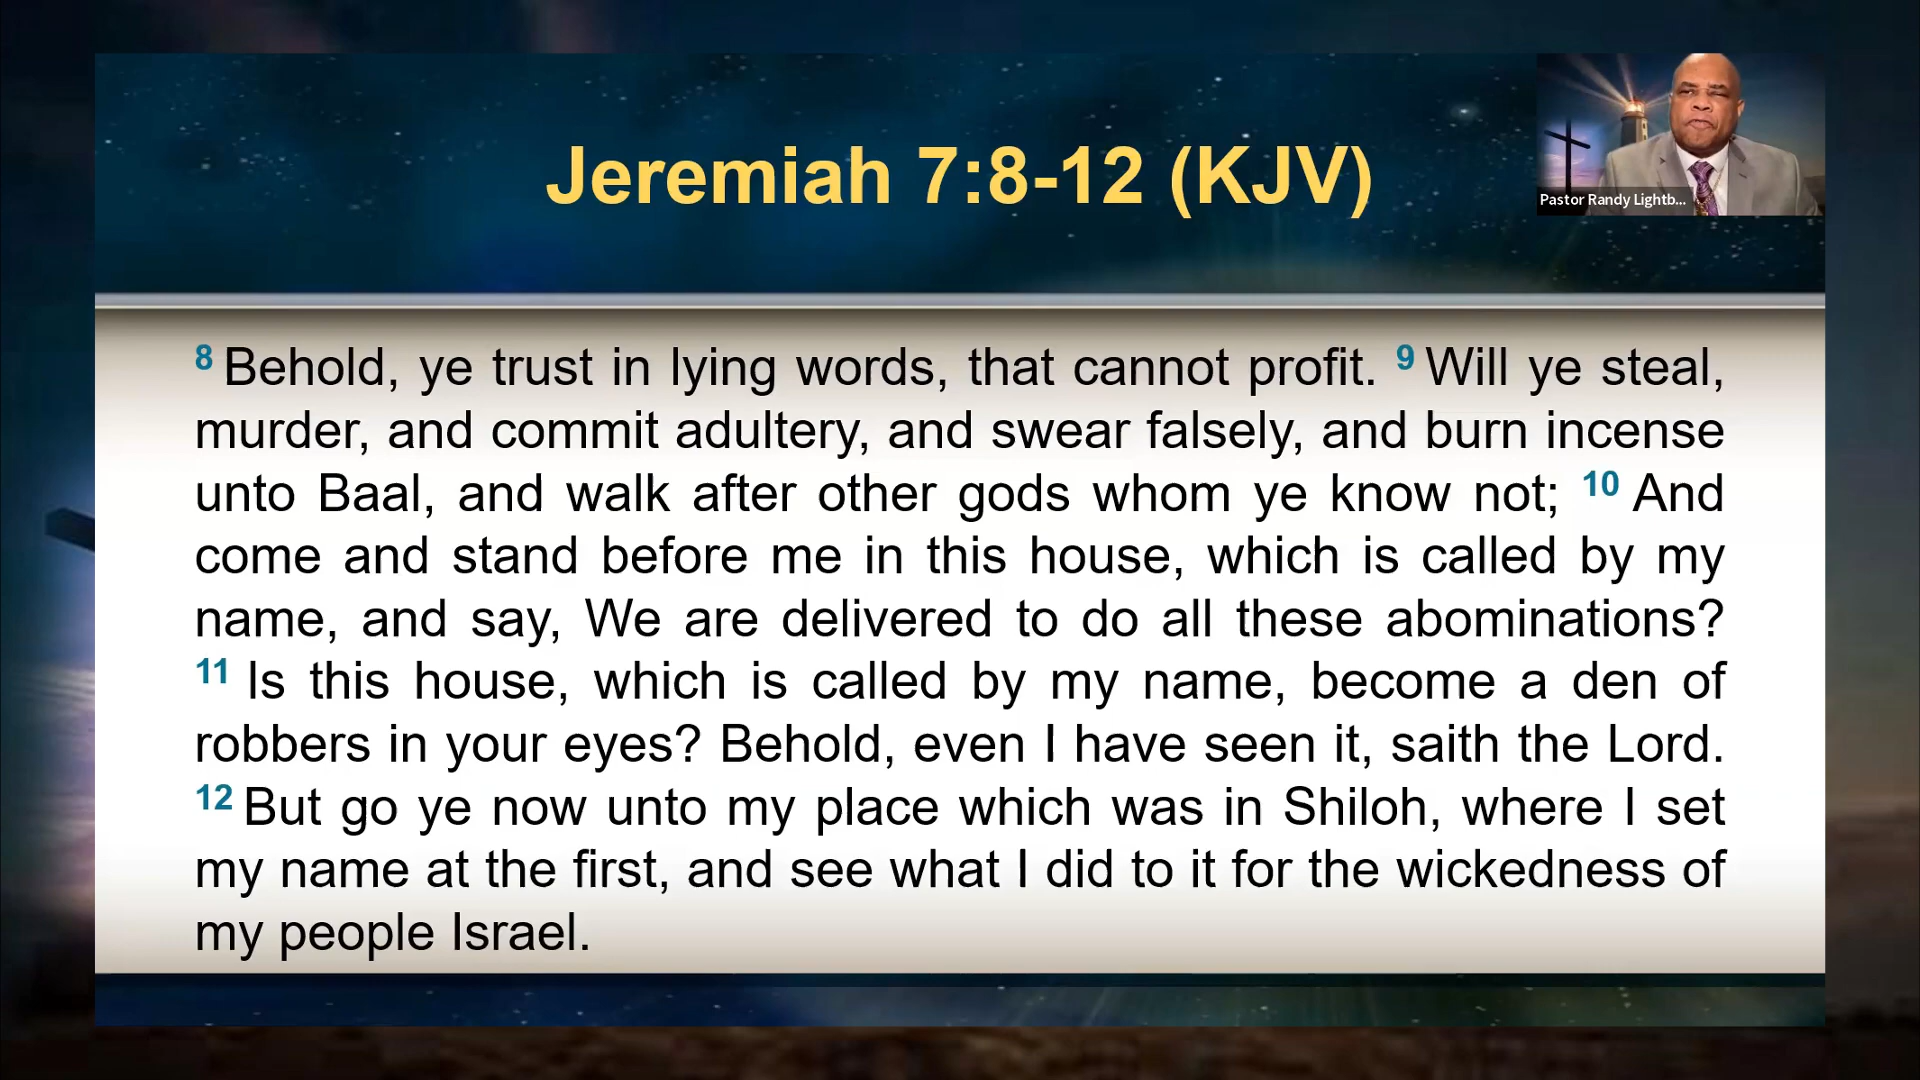 Jeremiah 7:8-12 (KJV)
Pastor Randy Lightb...
8 Behold, ye trust in lying words, that cannot profit. 9 Will ye steal,
murder, and commit adultery, and swear falsely, and burn incense
unto Baal, and walk after other gods whom ye know not; 10 And
come and stand before me in this house, which is called by my
name, and say, We are delivered to do all these abominations?
11 Is this house, which is called by my name, become a den of
robbers in your eyes? Behold, even I have seen it, saith the Lord.
12 But go ye now unto my place which was in Shiloh, where I set
my name at the first, and see what I did to it for the wickedness of
my people Israel.